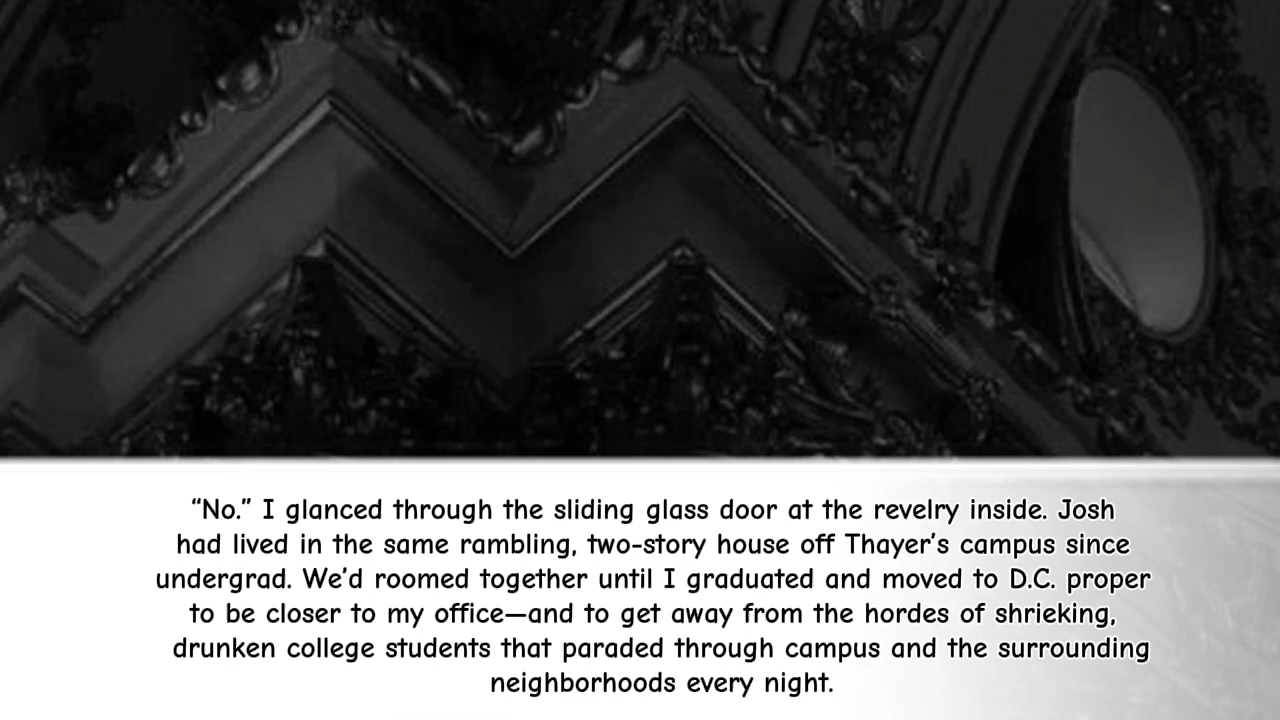 “No.” I glanced through the sliding glass door at the revelry inside. Josh
had lived in the same rambling, two-story house off Thayer’s campus since
undergrad. We’d roomed together until I graduated and moved to D.C. proper
to be closer to my office—and to get away from the hordes of shrieking,
drunken college students that paraded through campus and the surrounding
neighborhoods every night.